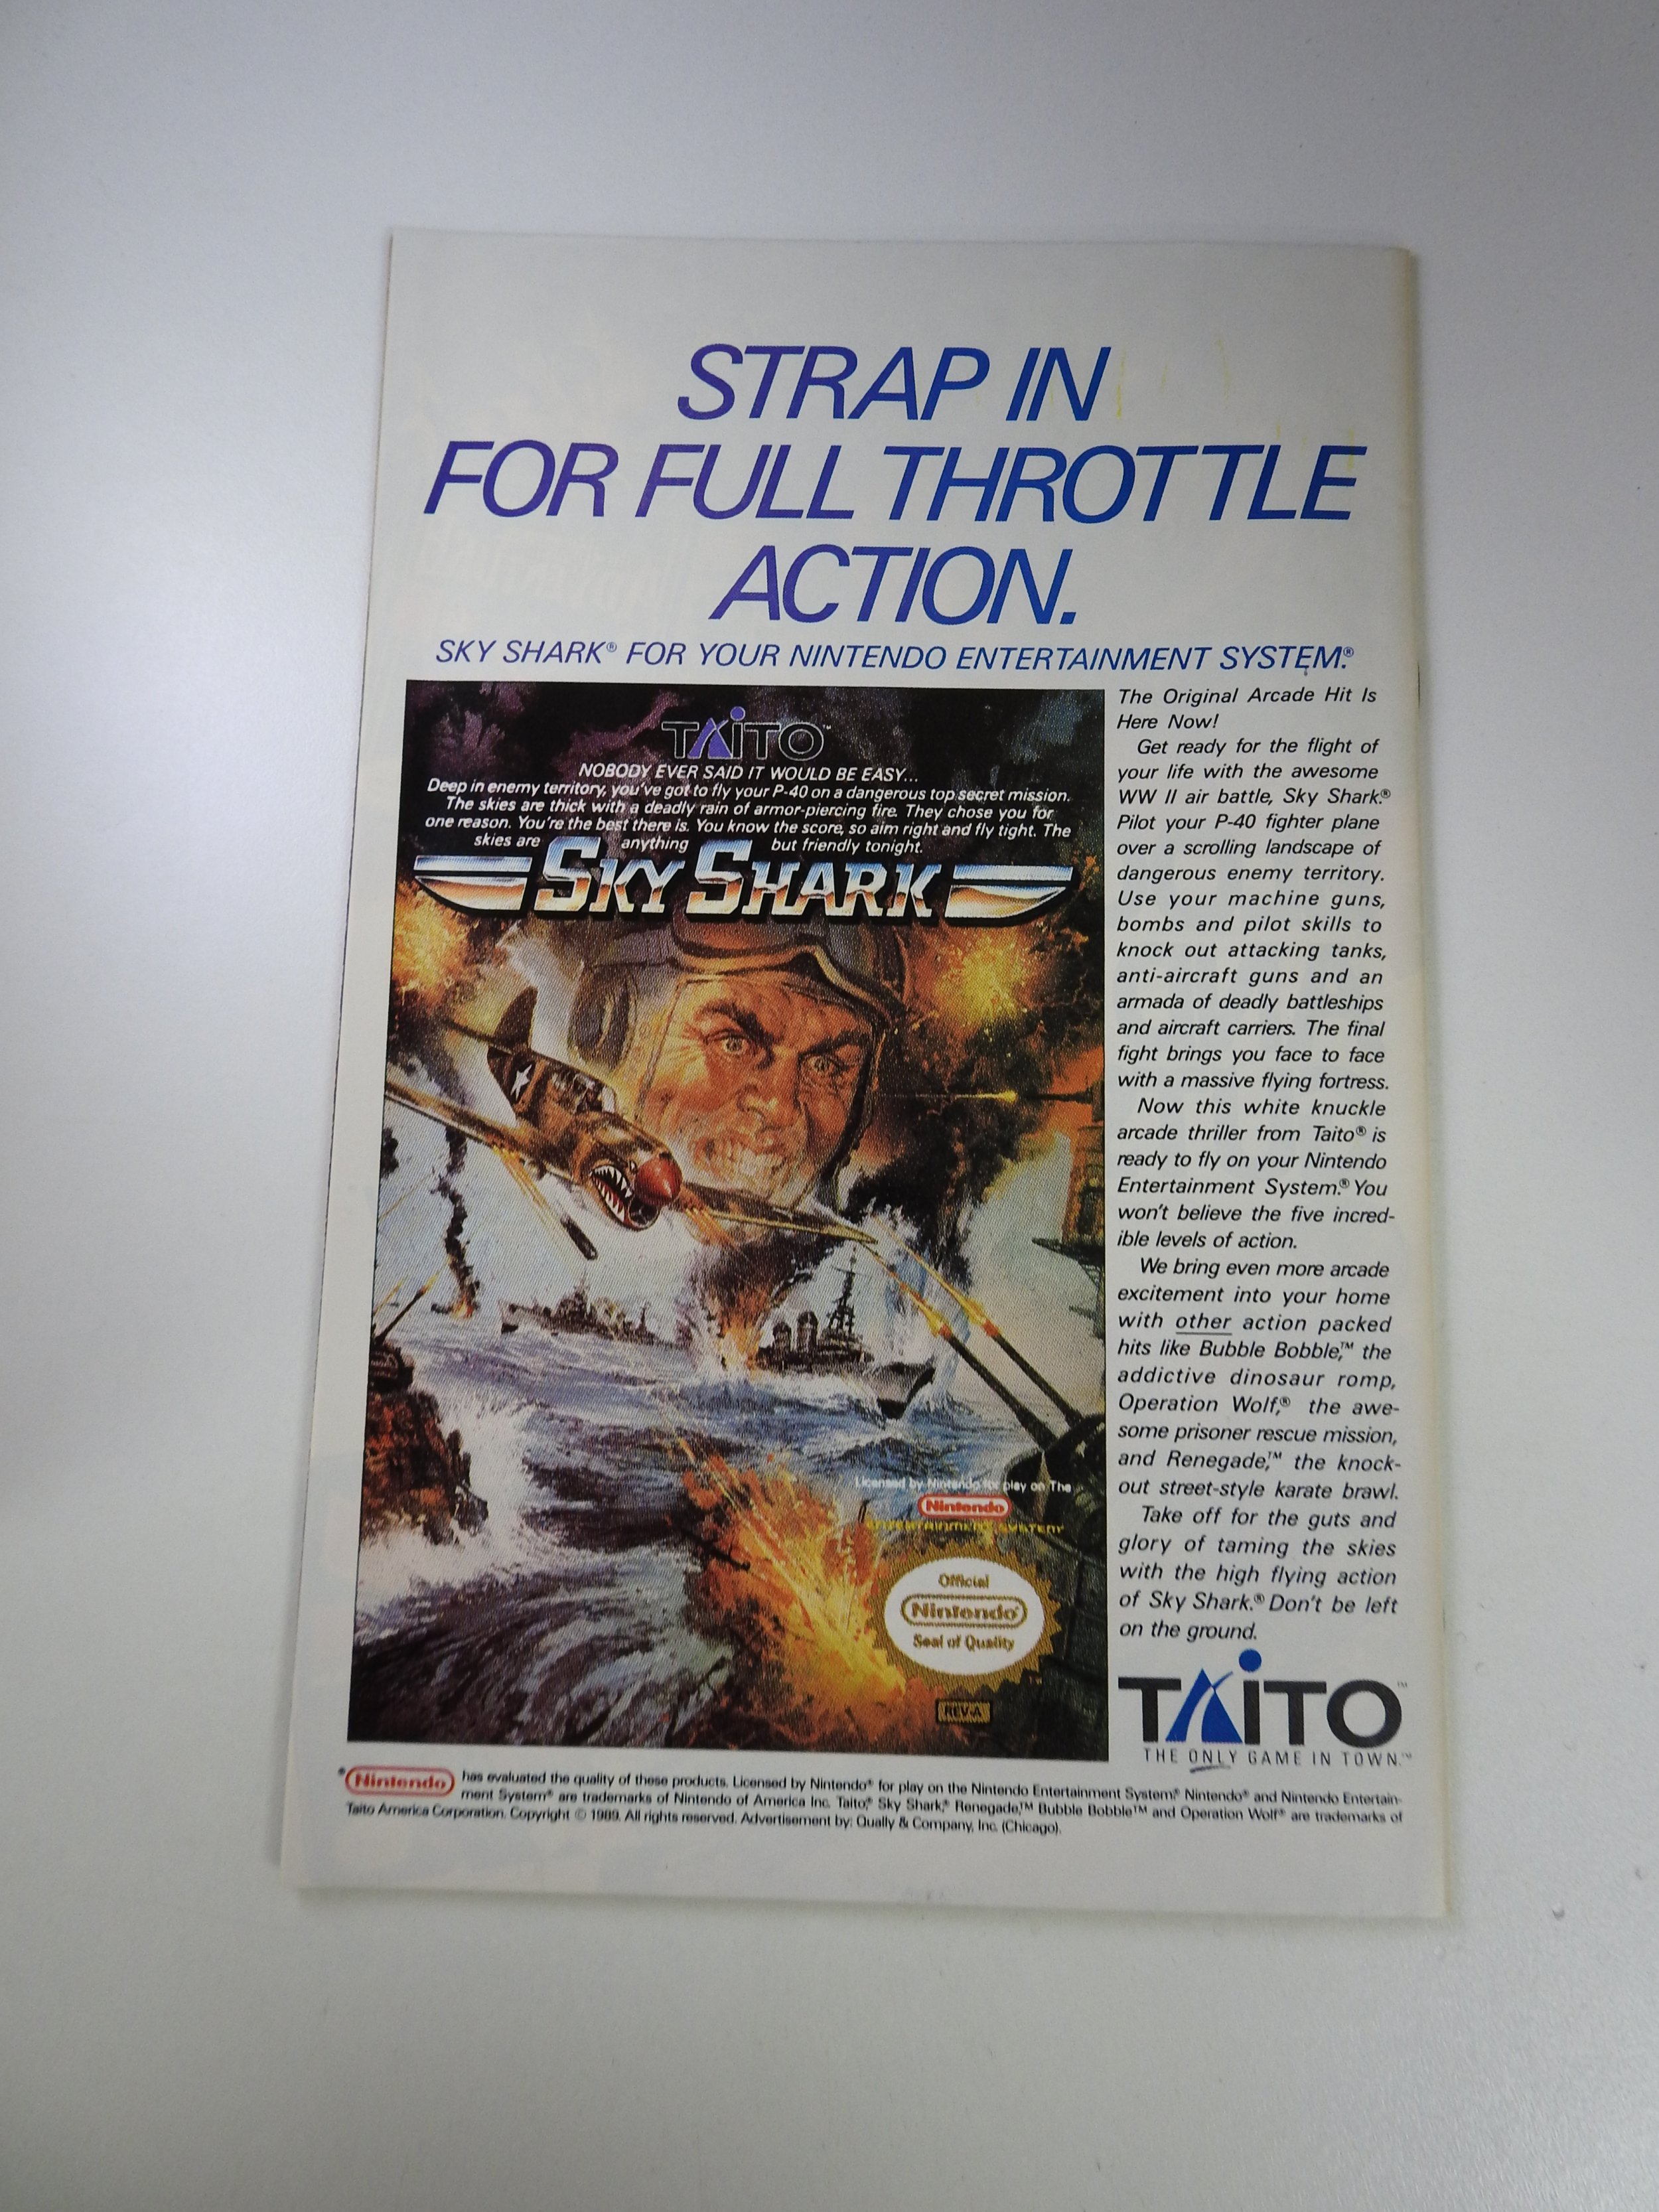 STRAP IN
FOR FULL THROTTLE
ACTION.
SKY SHARK® FOR YOUR NINTENDO ENTERTAINMENT SYSTEM.®
TAiTO™
NOBODY EVER SAID IT WOULD BE EASY...
Deep in enemy territory, you've got to fly your P-40 on a dangerous top secret mission.
The skies are thick with a deadly rain of armor-piercing fire. They chose you for
one reason. You're the best there is. You know the score, so aim right and fly tight. The
skies are anything but friendly tonight.
SKY SHARK
Licensed by Nintendo for play on The
Nintendo
ENTERTAINMENT SYSTEM
Official
Nintendo®
Seal of Quality
TM
REV-A
The Original Arcade Hit Is
Here Now!
Get ready for the flight of
your life with the awesome
WW II air battle, Sky Shark.®
Pilot your P-40 fighter plane
over a scrolling landscape of
dangerous enemy territory.
Use your machine guns,
bombs and pilot skills to
knock out attacking tanks,
anti-aircraft guns and an
armada of deadly battleships
and aircraft carriers. The final
fight brings you face to face
with a massive flying fortress.
Now this white knuckle
arcade thriller from Taito® is
ready to fly on your Nintendo
Entertainment System.® You
won't believe the five incred-
ible levels of action.
We bring even more arcade
excitement into your home
with other action packed
hits like Bubble Bobble,™ the
addictive dinosaur romp,
Operation Wolf,® the awe-
some prisoner rescue mission,
and Renegade,™ the knock-
out street-style karate brawl.
Take off for the guts and
glory of taming the skies
with the high flying action
of Sky Shark.® Don't be left
on the ground.
TAiTO™
THE ONLY GAME IN TOWN.™
*Nintendo has evaluated the quality of these products. Licensed by Nintendo® for play on the Nintendo Entertainment System.® Nintendo® and Nintendo Entertain-
ment System® are trademarks of Nintendo of America Inc. Taito,® Sky Shark,® Renegade,™ Bubble Bobble™ and Operation Wolf® are trademarks of
Taito America Corporation. Copyright © 1989. All rights reserved. Advertisement by: Qually & Company, Inc. (Chicago).